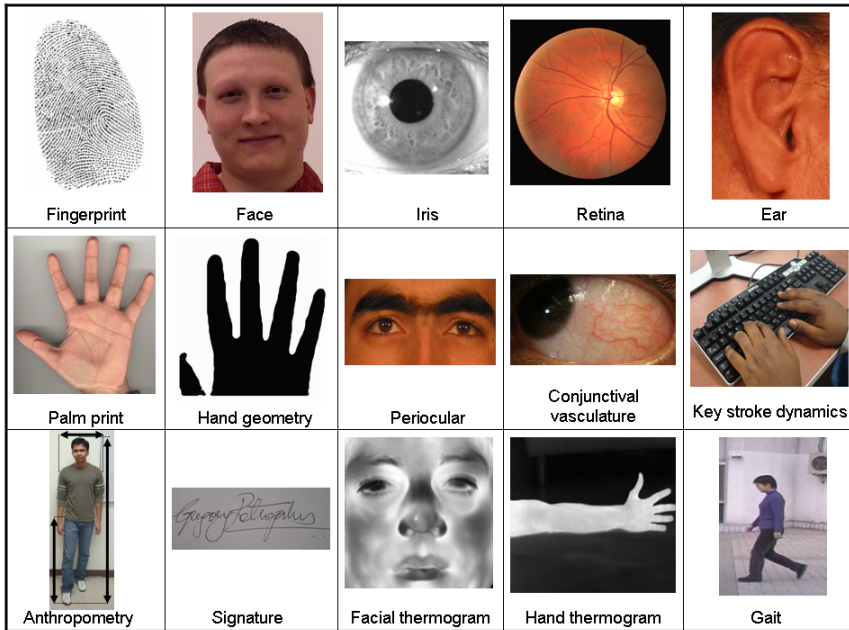 Fingerprint
Face
Iris
Retina
Ear
Palm print
Hand geometry
Periocular
Conjunctival
vasculature
Key stroke dynamics
Anthropometry
Gregory
Signature
Facial thermogram
Hand thermogram
Gait